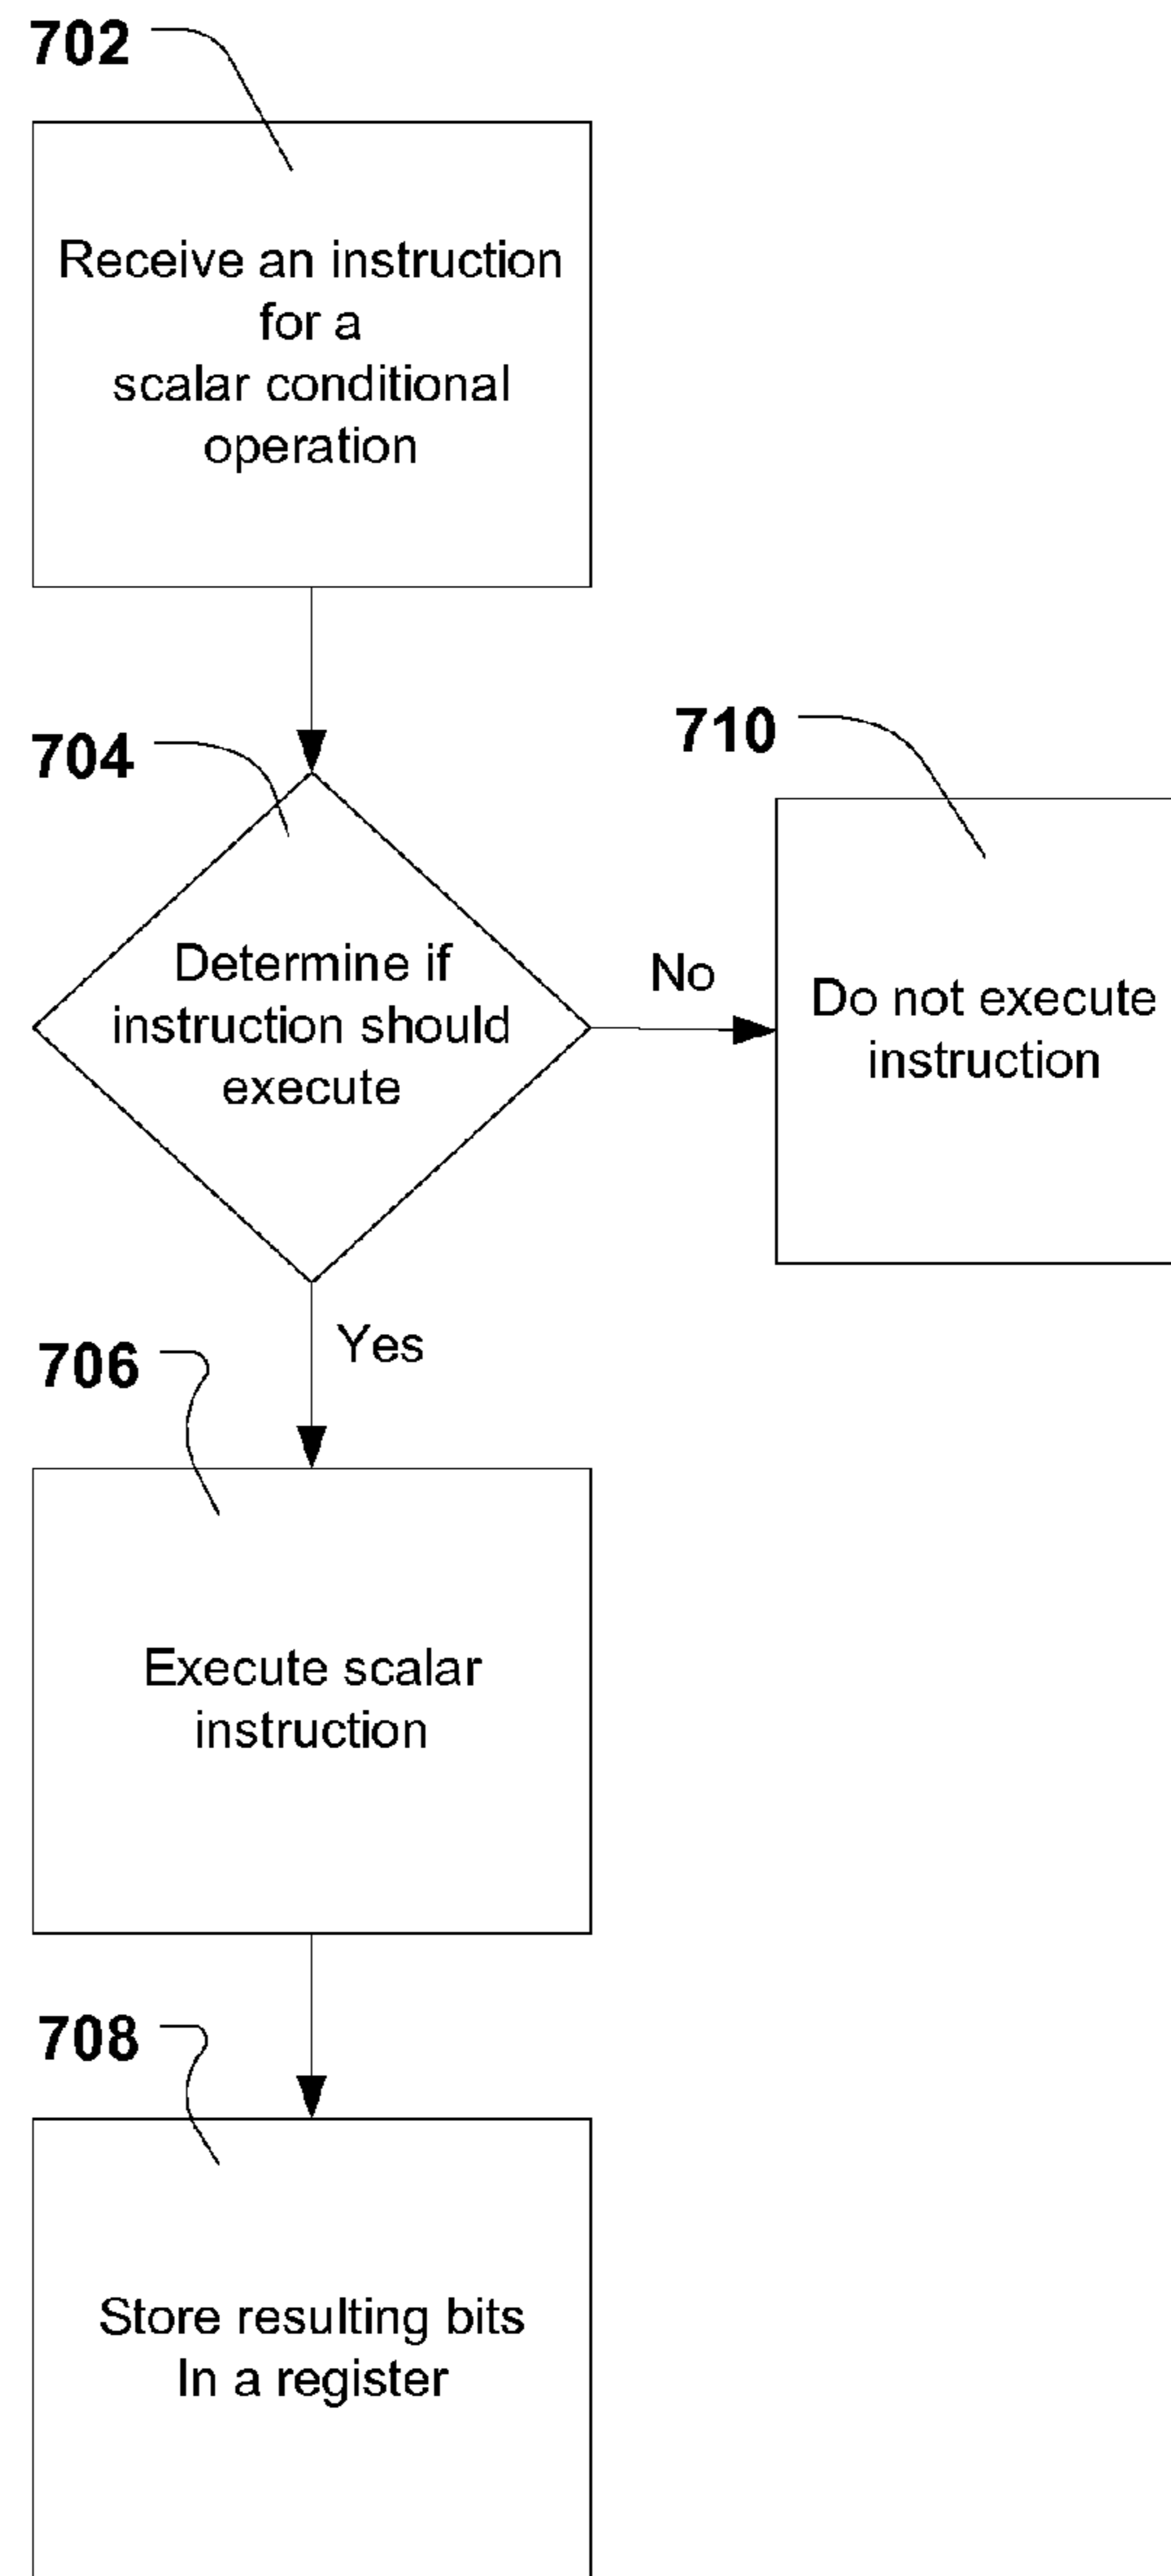 702
Receive an instruction
for a
scalar conditional
operation
704
Determine if
instruction should
execute
No
710
Do not execute
instruction
Yes
706
Execute scalar
instruction
708
Store resulting bits
In a register